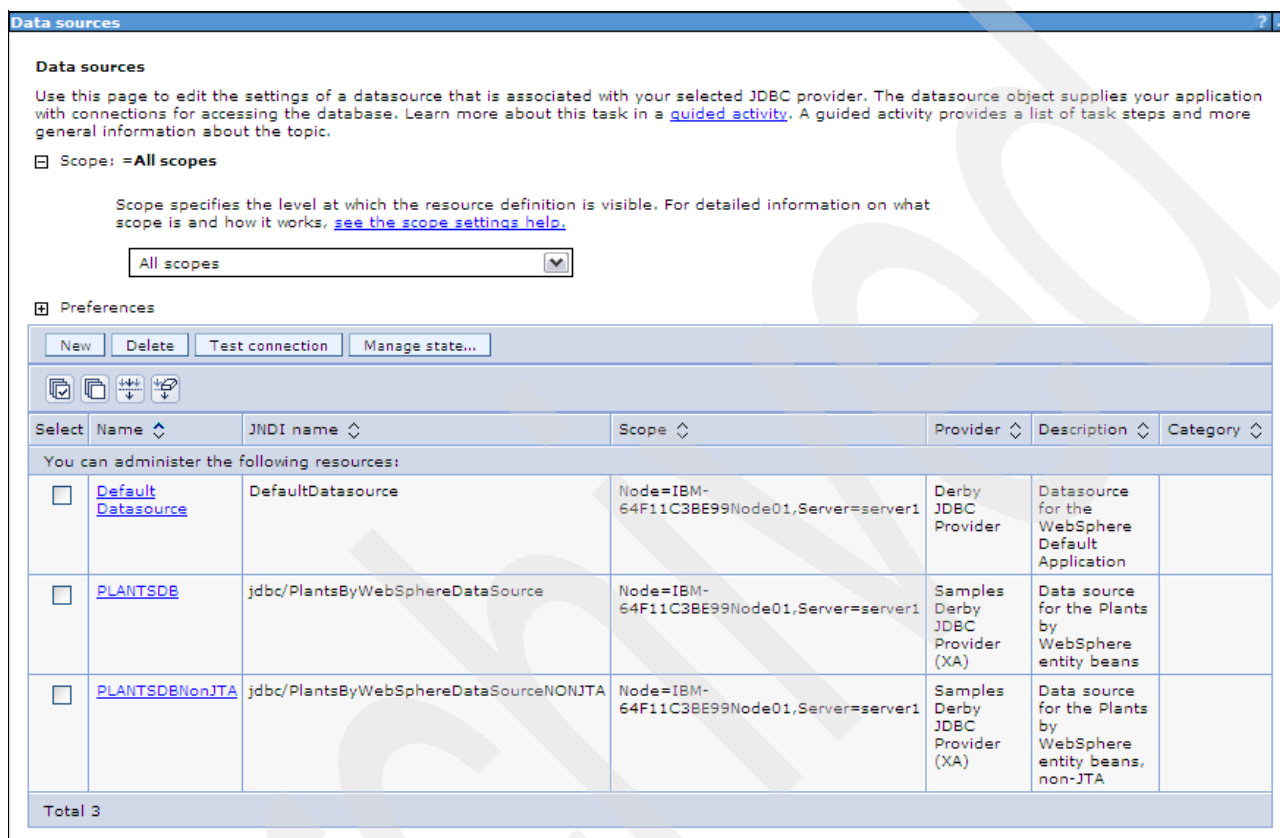 Data sources
?
Data sources
Use this page to edit the settings of a datasource that is associated with your selected JDBC provider. The datasource object supplies your application
with connections for accessing the database. Learn more about this task in a guided activity. A guided activity provides a list of task steps and more
general information about the topic.
Scope: =All scopes
Scope specifies the level at which the resource definition is visible. For detailed information on what
scope is and how it works, see the scope settings help.
All scopes
Preferences
New Delete Test connection Manage state...
Select Name JNDI name Scope Provider Description Category
You can administer the following resources:
Default
Datasource
DefaultDatasource
Node=IBM-
64F11C3BE99Node01,Server=server1
Derby
JDBC
Provider
Datasource
for the
WebSphere
Default
Application
PLANTSDB
jdbc/PlantsByWebSphereDataSource
Node=IBM-
64F11C3BE99Node01,Server=server1
Samples
Derby
JDBC
Provider
(XA)
Data source
for the Plants
by
WebSphere
entity beans
PLANTSDBNonJTA
jdbc/PlantsByWebSphereDataSourceNONJTA
Node=IBM-
64F11C3BE99Node01,Server=server1
Samples
Derby
JDBC
Provider
(XA)
Data source
for the Plants
by
WebSphere
entity beans,
non-JTA
Total 3